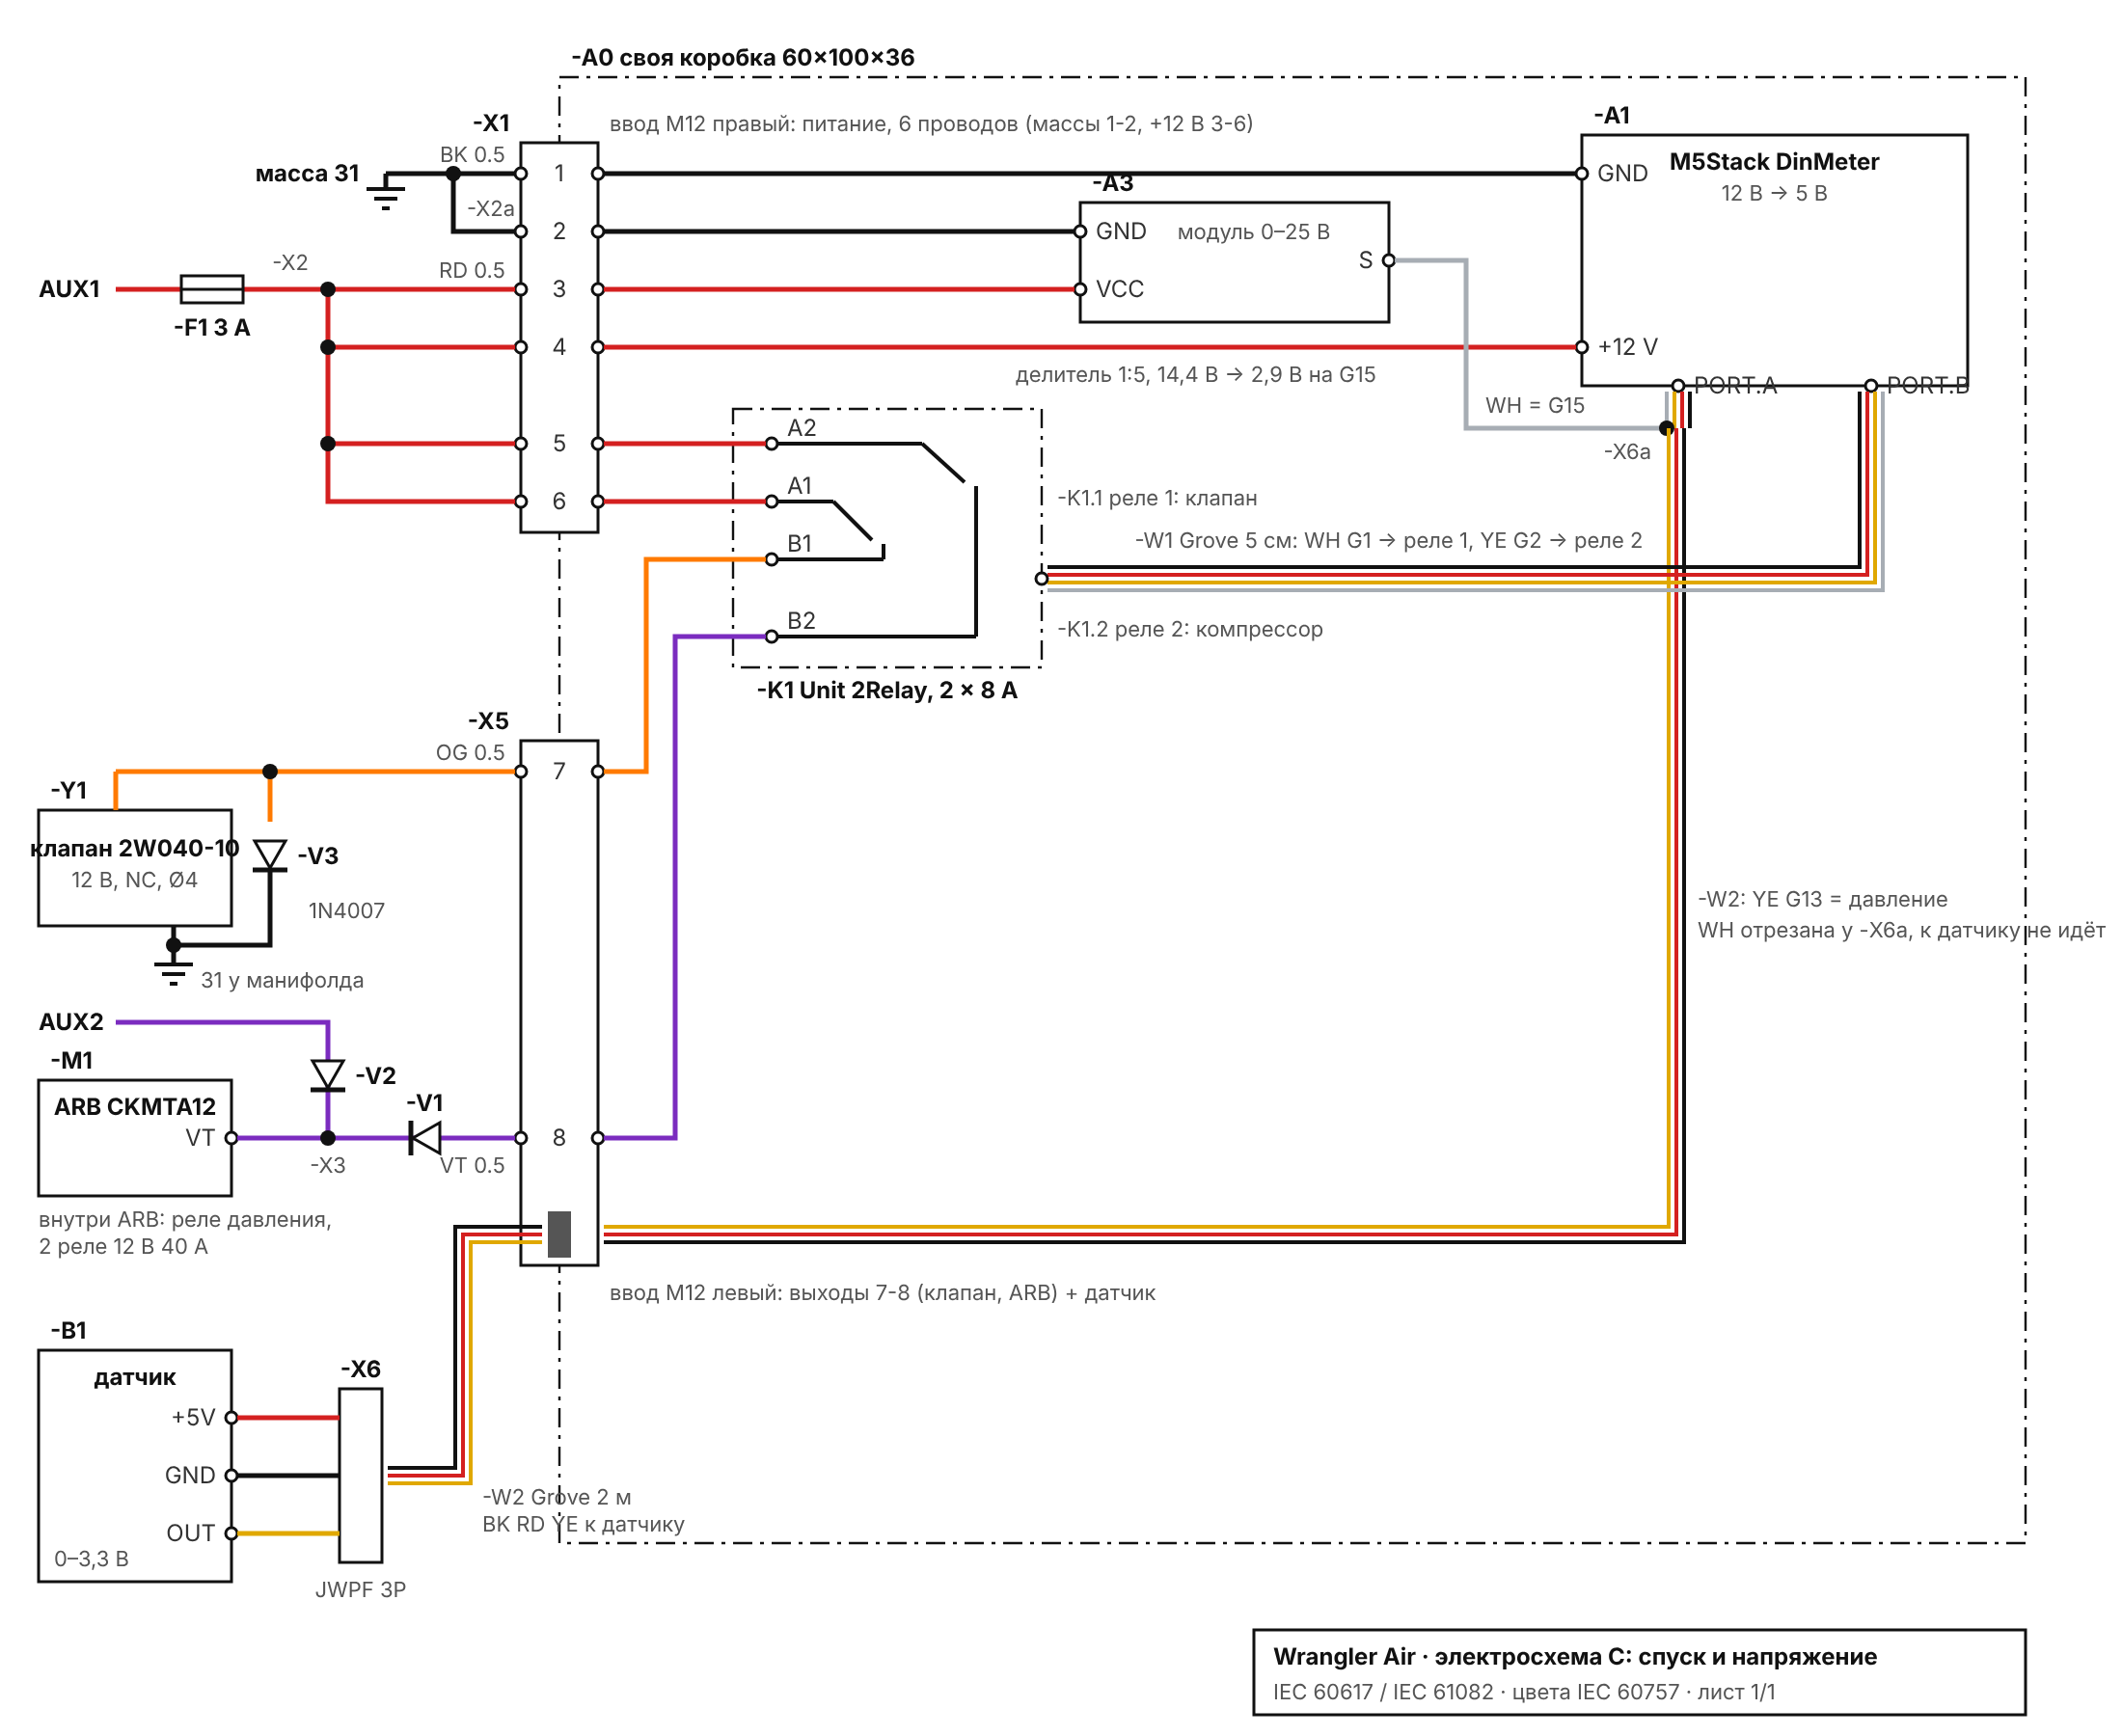 -A0 своя коробка 60×100×36
-X1
ввод M12 правый: питание, 6 проводов (массы 1-2, +12 В 3-6)
-A1
масса 31
BK 0.5
1
GND
M5Stack DinMeter
12 В → 5 В
-A3
-X2a
2
GND
модуль 0–25 В
S
-X2
RD 0.5
AUX1
3
VCC
-F1 3 A
4
+12 V
делитель 1:5, 14,4 В → 2,9 В на G15
PORT.A
PORT.B
WH = G15
-X6a
A2
5
A1
6
-K1.1 реле 1: клапан
B1
-W1 Grove 5 см: WH G1 → реле 1, YE G2 → реле 2
B2
-K1.2 реле 2: компрессор
-K1 Unit 2Relay, 2 × 8 A
-X5
OG 0.5
7
-Y1
клапан 2W040-10
12 В, NC, Ø4
-V3
1N4007
31 у манифолда
-W2: YE G13 = давление
WH отрезана у -X6a, к датчику не идёт
AUX2
-M1
-V2
ARB CKMTA12
-V1
VT
8
-X3
VT 0.5
внутри ARB: реле давления,
2 реле 12 В 40 А
ввод M12 левый: выходы 7-8 (клапан, ARB) + датчик
-B1
датчик
-X6
+5V
GND
OUT
0–3,3 В
-W2 Grove 2 м
BK RD YE к датчику
JWPF 3P
Wrangler Air · электросхема C: спуск и напряжение
IEC 60617 / IEC 61082 · цвета IEC 60757 · лист 1/1